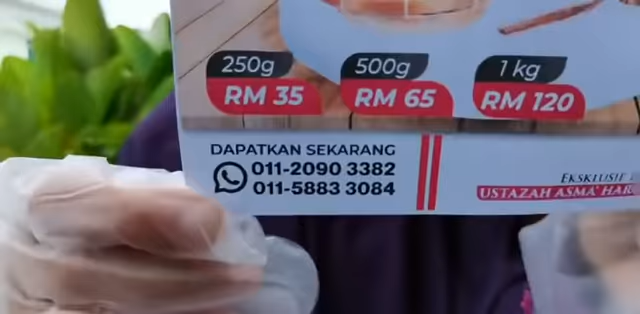 250g 500g 1 kg
RM 35 RM 65 RM 120
DAPATKAN SEKARANG
011-2090 3382
011-5883 3084
EKSKLUSIF
USTAZAH ASMA'